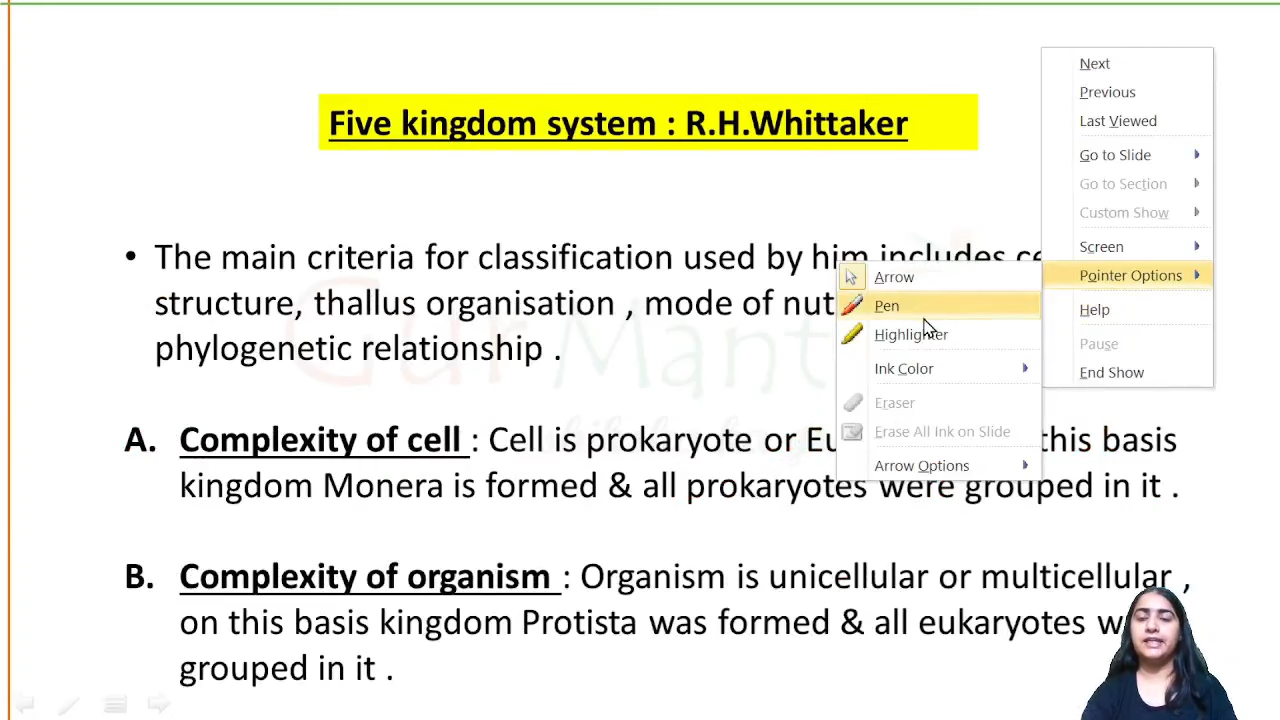 Five kingdom system : R.H.Whittaker
• The main criteria for classification used by him includes
structure, thallus organisation , mode of
phylogenetic relationship .
A. Complexity of cell : Cell is prokaryote or this basis
kingdom Monera is formed & all prokaryotes were grouped in it .
B. Complexity of organism : Organism is unicellular or multicellular ,
on this basis kingdom Protista was formed & all eukaryotes
grouped in it .
Next
Previous
Last Viewed
Go to Slide
Go to Section
Custom Show
Screen
Pointer Options
Help
Pause
End Show
Arrow
Pen
Highlighter
Ink Color
Eraser
Erase All Ink on Slide
Arrow Options